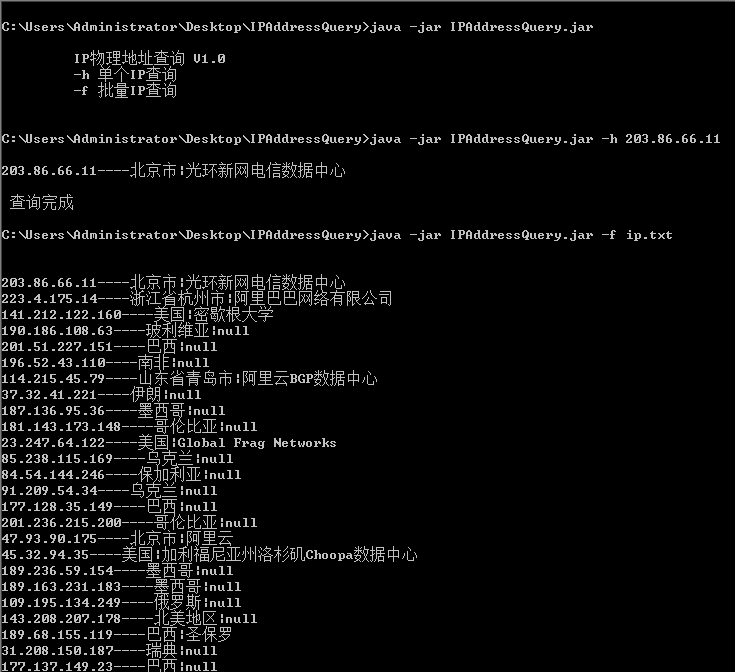 C:\Users\Administrator\Desktop\IPAddressQuery>java -jar IPAddressQuery.jar
IP物理地址查询 V1.0
-h 单个IP查询
-f 批量IP查询
C:\Users\Administrator\Desktop\IPAddressQuery>java -jar IPAddressQuery.jar -h 203.86.66.11
203.86.66.11----北京市¦光环新网电信数据中心
查询完成
C:\Users\Administrator\Desktop\IPAddressQuery>java -jar IPAddressQuery.jar -f ip.txt
203.86.66.11----北京市¦光环新网电信数据中心
223.4.175.14----浙江省杭州市¦阿里巴巴网络有限公司
141.212.122.160----美国¦密歇根大学
190.186.108.63----玻利维亚¦null
201.51.227.151----巴西¦null
196.52.43.110----南非¦null
114.215.45.79----山东省青岛市¦阿里云BGP数据中心
37.32.41.221----伊朗¦null
187.136.95.36----墨西哥¦null
181.143.173.148----哥伦比亚¦null
23.247.64.122----美国¦Global Frag Networks
85.238.115.169----乌克兰¦null
84.54.144.246----保加利亚¦null
91.209.54.34----乌克兰¦null
177.128.35.149----巴西¦null
201.236.215.200----哥伦比亚¦null
47.93.90.175----北京市¦阿里云
45.32.94.35----美国¦加利福尼亚州洛杉矶Choopa数据中心
189.236.59.154----墨西哥¦null
189.163.231.183----墨西哥¦null
109.195.134.249----俄罗斯¦null
143.208.207.178----北美地区¦null
189.68.155.119----巴西¦圣保罗
31.208.150.187----瑞典¦null
177.137.149.23----巴西¦null